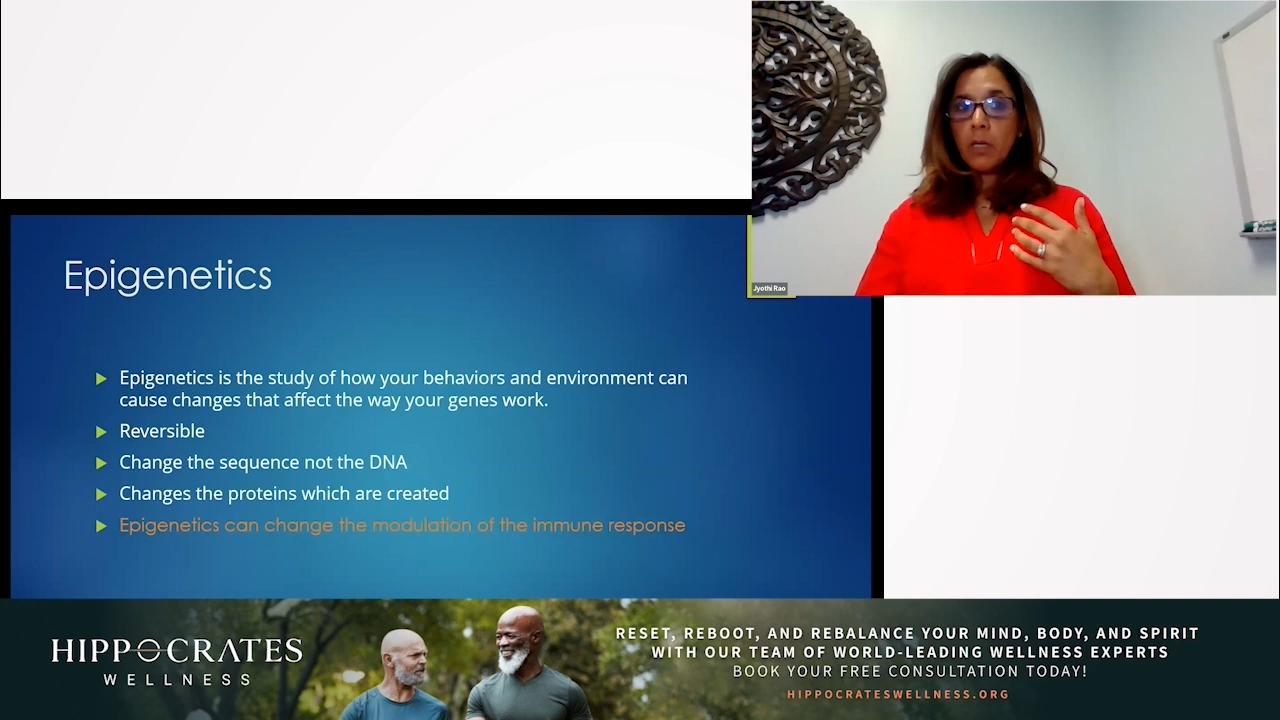 Jyothi Rao
Epigenetics
Epigenetics is the study of how your behaviors and environment can
cause changes that affect the way your genes work.
Reversible
Change the sequence not the DNA
Changes the proteins which are created
Epigenetics can change the modulation of the immune response
HIPPOCRATES
WELLNESS
RESET, REBOOT, AND REBALANCE YOUR MIND, BODY, AND SPIRIT
WITH OUR TEAM OF WORLD-LEADING WELLNESS EXPERTS
BOOK YOUR FREE CONSULTATION TODAY!
HIPPOCRATESWELLNESS.ORG